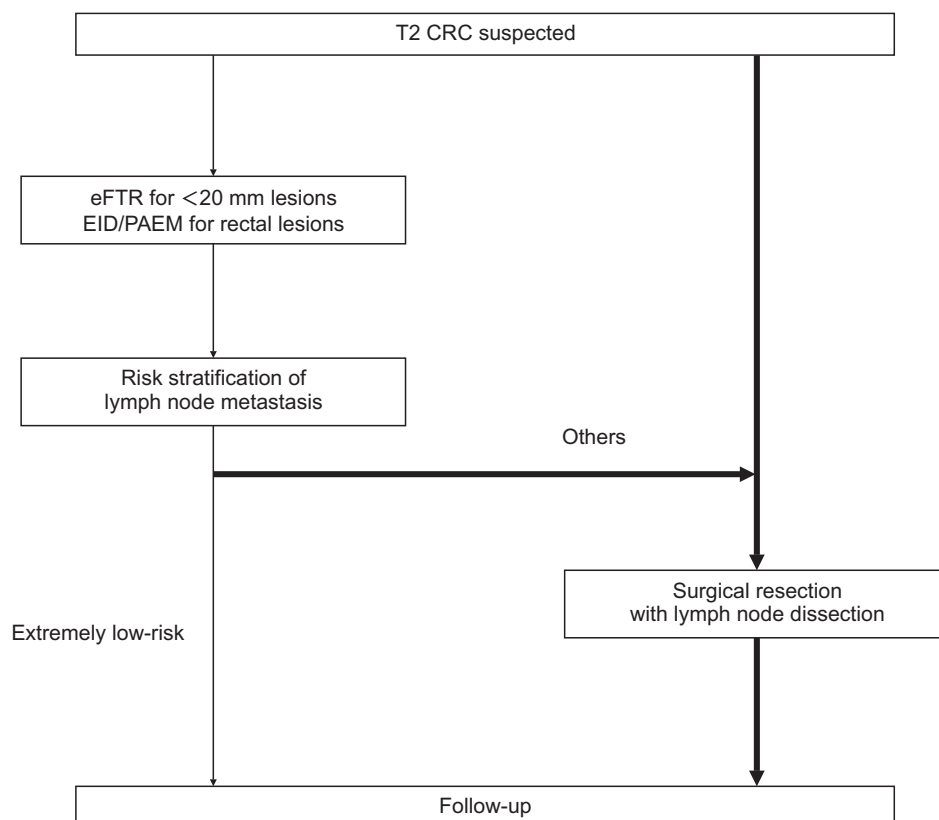 T2 CRC suspected
eFTR for <20 mm lesions
EID/PAEM for rectal lesions
Risk stratification of
lymph node metastasis
Others
Surgical resection
with lymph node dissection
Extremely low-risk
Follow-up